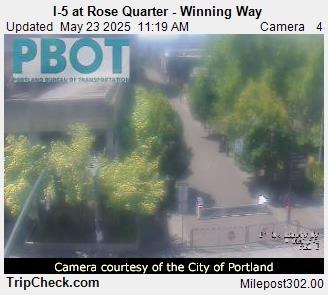 I-5 at Rose Quarter - Winning Way
Updated May 23 2025 11:19 AM Camera 4
PBOT
PORTLAND BUREAU OF TRANSPORTATION
Camera courtesy of the City of Portland
TripCheck.com Milepost302.00